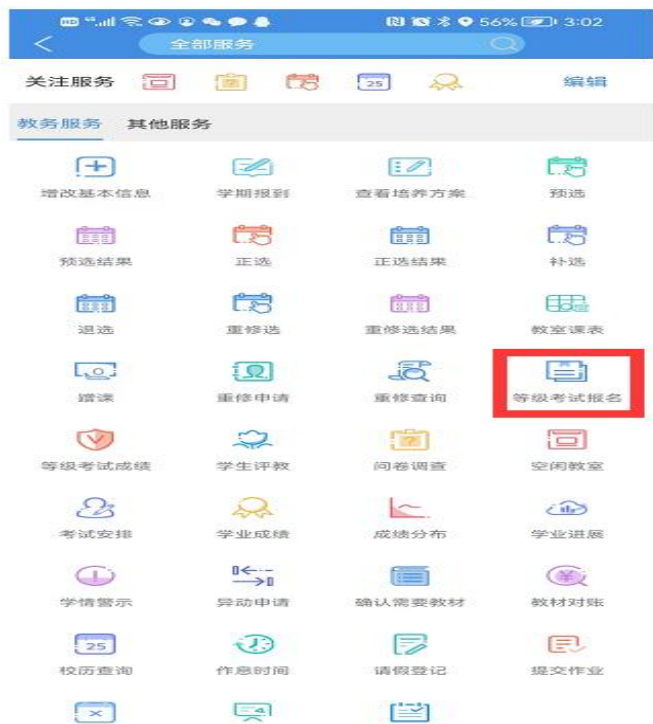 HD 56% 3:02
全部服务
关注服务 25 编辑
教务服务 其他服务
增改基本信息 学期报到 查看培养方案 预选
预选结果 正选 正选结果 补选
退选 重修选 重修选结果 教室课表
蹭课 重修申请 重修查询 等级考试报名
等级考试成绩 学生评教 问卷调查 空闲教室
考试安排 学业成绩 成绩分布 学业进展
学情警示 异动申请 确认需要教材 教材对账
25
校历查询 作息时间 请假登记 提交作业
4